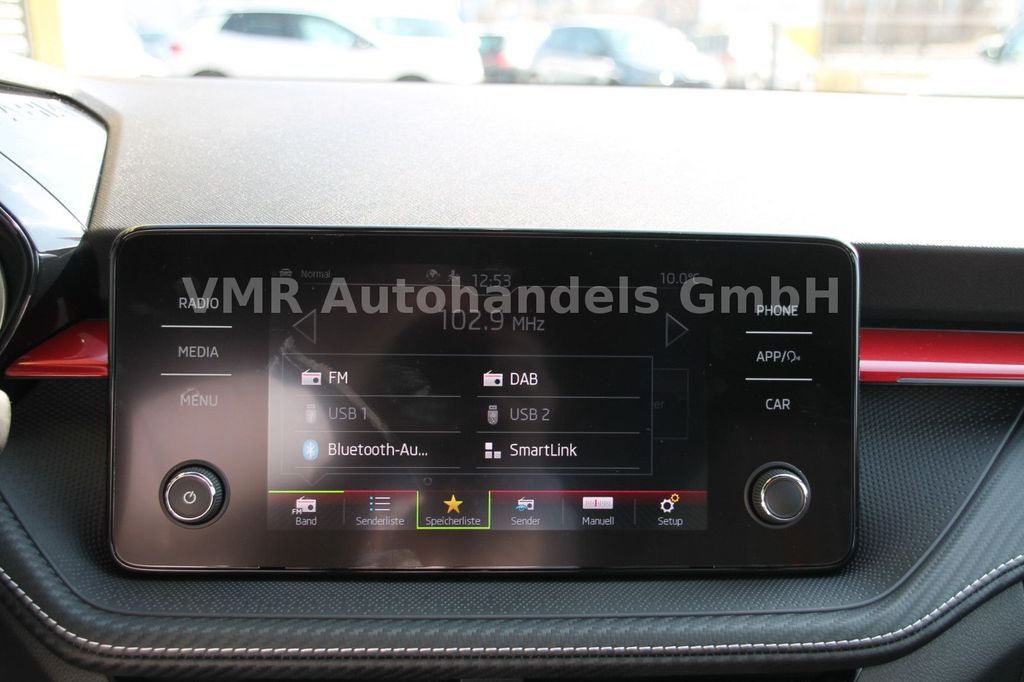 Normal
12:53
10.0°C
VMR Autohandels GmbH
RADIO
MEDIA
MENU
102.9 MHz
FM
DAB
USB 1
USB 2
Bluetooth-Au...
SmartLink
FM
Band
Senderliste
Speicherliste
Sender
Manuell
Setup
PHONE
APP/
CAR